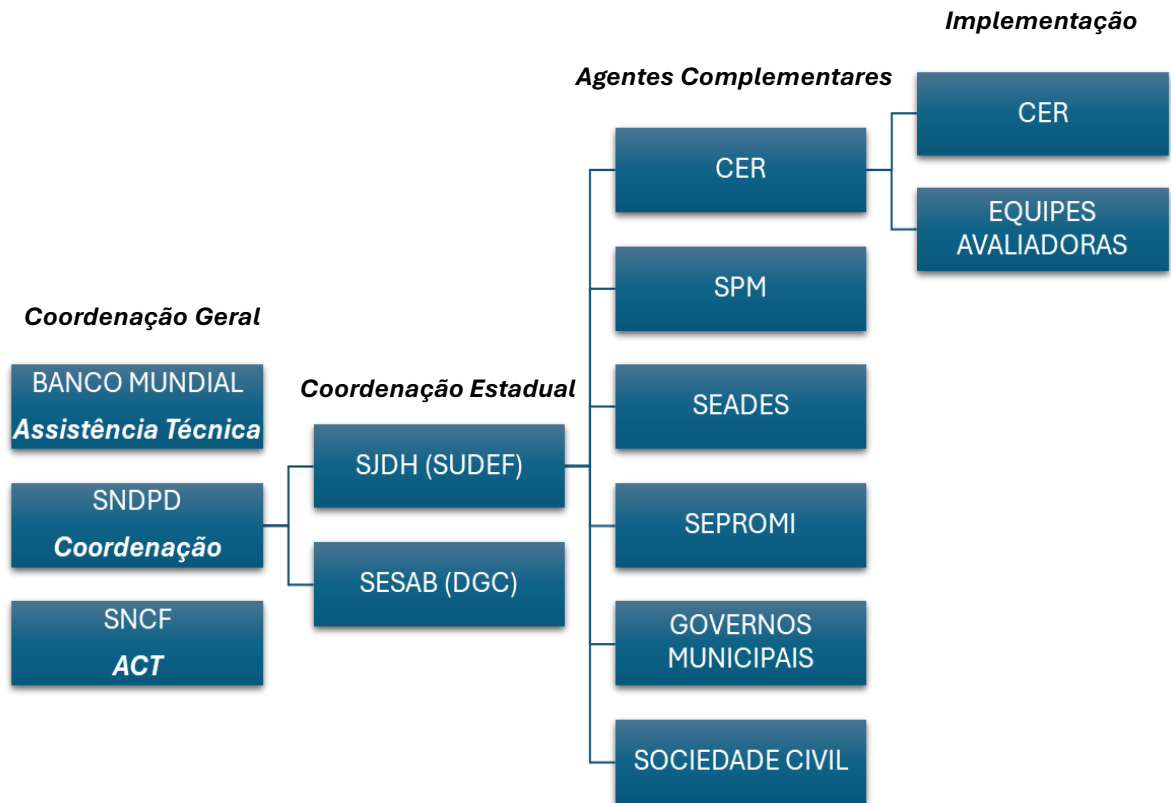 Coordenação Geral
BANCO MUNDIAL
Assistência Técnica
SNDPD
Coordenação
SNCF
ACT
Coordenação Estadual
SJDH (SUDEF)
SESAB (DGC)
Agentes Complementares
CER
SPM
SEADES
SEPROMI
GOVERNOS
MUNICIPAIS
SOCIEDADE CIVIL
Implementação
CER
EQUIPES
AVALIADORAS